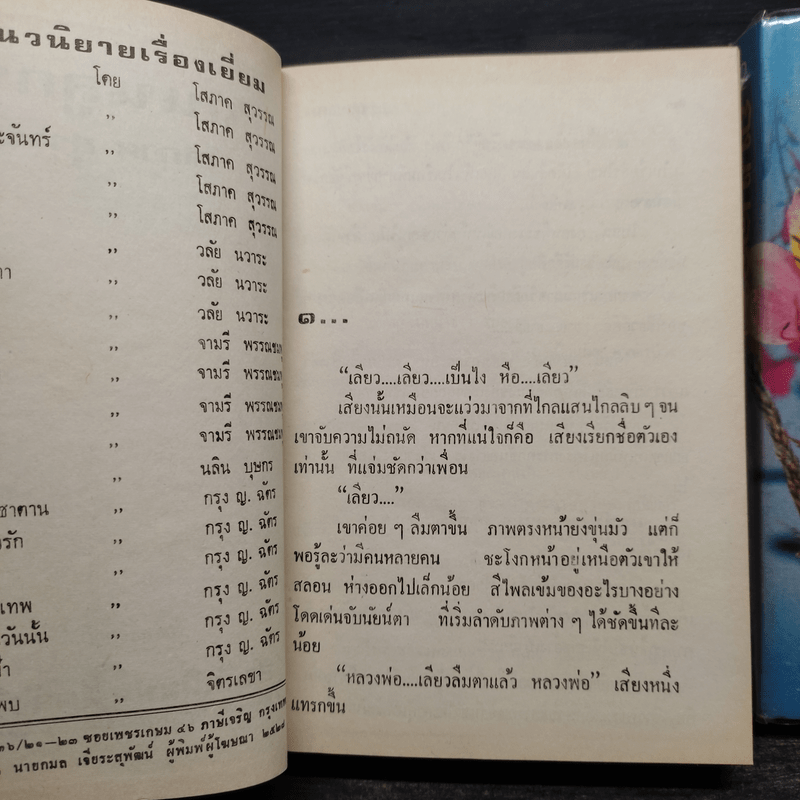 นวนิยายเรื่องเยี่ยม
โดย โสภาค สุวรรณ
ะจันทร์ ,, โสภาค สุวรรณ
,, โสภาค สุวรรณ
,, โสภาค สุวรรณ
,, โสภาค สุวรรณ
,, วลัย นวาระ
,, วลัย นวาระ
,, วลัย นวาระ
,, จามรี พรรณชมพู
,, จามรี พรรณชมพู
,, จามรี พรรณชมพู
,, จามรี พรรณชมพู
,, นลิน บุษกร
ซาตาน ,, กรุง ญ. ฉัตร
รัก ,, กรุง ญ. ฉัตร
,, กรุง ญ. ฉัตร
เทพ ,, กรุง ญ. ฉัตร
วันนั้น ,, กรุง ญ. ฉัตร
,, กรุง ญ. ฉัตร
พบ ,, จิตรเลขา
๓๖/๒๑—๒๓ ซอยเพชรเกษม ๔๖ ภาษีเจริญ กรุงเทพ
นายกมล เจียระสุพัฒน์ ผู้พิมพ์ผู้โฆษณา ๒๕๒๗
๑...
“เลียว....เลียว....เป็นไง หือ....เลียว”
เสียงนั้นเหมือนจะแว่วมาจากที่ไกลแสนไกลลิบ ๆ จน
เขาจับความไม่ถนัด หากที่แน่ใจก็คือ เสียงเรียกชื่อตัวเอง
เท่านั้น ที่แจ่มชัดกว่าเพื่อน
“เลียว....”
เขาค่อย ๆ ลืมตาขึ้น ภาพตรงหน้ายังขุ่นมัว แต่ก็
พอรู้ละว่ามีคนหลายคน ชะโงกหน้าอยู่เหนือตัวเขาให้
สลอน ห่างออกไปเล็กน้อย สีไพลเข้มของอะไรบางอย่าง
โดดเด่นจับนัยน์ตา ที่เริ่มลำดับภาพต่าง ๆ ได้ชัดขึ้นทีละ
น้อย
“หลวงพ่อ....เลียวลืมตาแล้ว หลวงพ่อ” เสียงหนึ่ง
แทรกขึ้น